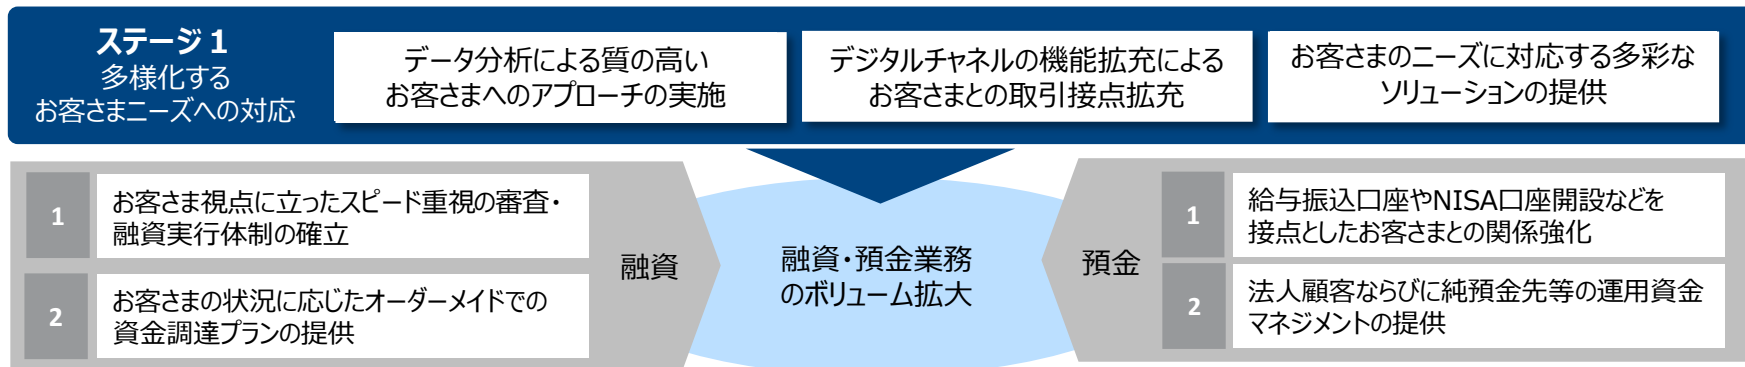 ステージ1
多様化する
お客さまニーズへの対応
データ分析による質の高い
お客さまへのアプローチの実施
デジタルチャネルの機能拡充による
お客さまとの取引接点拡充
お客さまのニーズに対応する多彩な
ソリューションの提供
1
お客さま視点に立ったスピード重視の審査・
融資実行体制の確立
2
お客さまの状況に応じたオーダーメイドでの
資金調達プランの提供
融資
融資・預金業務
のボリューム拡大
預金
1
給与振込口座やNISA口座開設などを
接点としたお客さまとの関係強化
2
法人顧客ならびに純預金先等の運用資金
マネジメントの提供